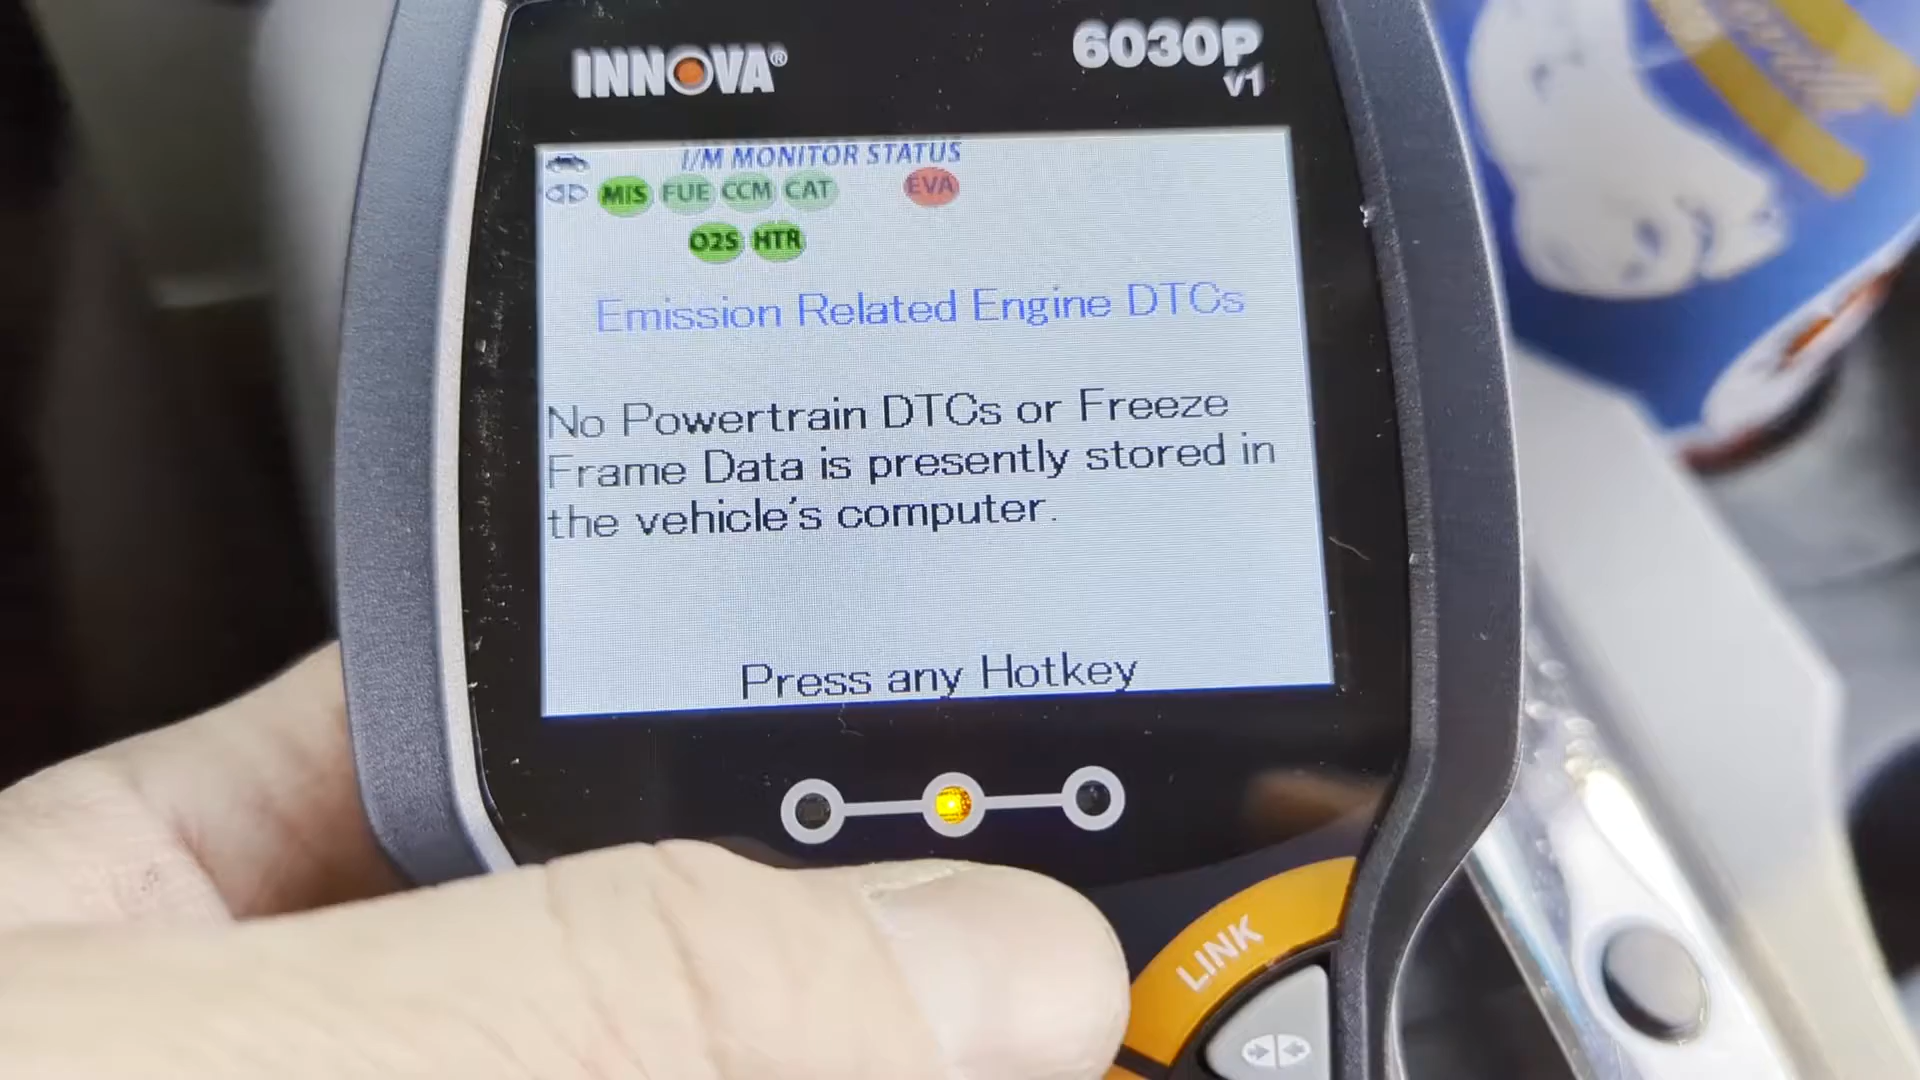 INNOVA®
6030P
V1
I/M MONITOR STATUS
MIS FUE CCM CAT EVA
O2S HTR
Emission Related Engine DTCs
No Powertrain DTCs or Freeze
Frame Data is presently stored in
the vehicle's computer.
Press any Hotkey
LINK